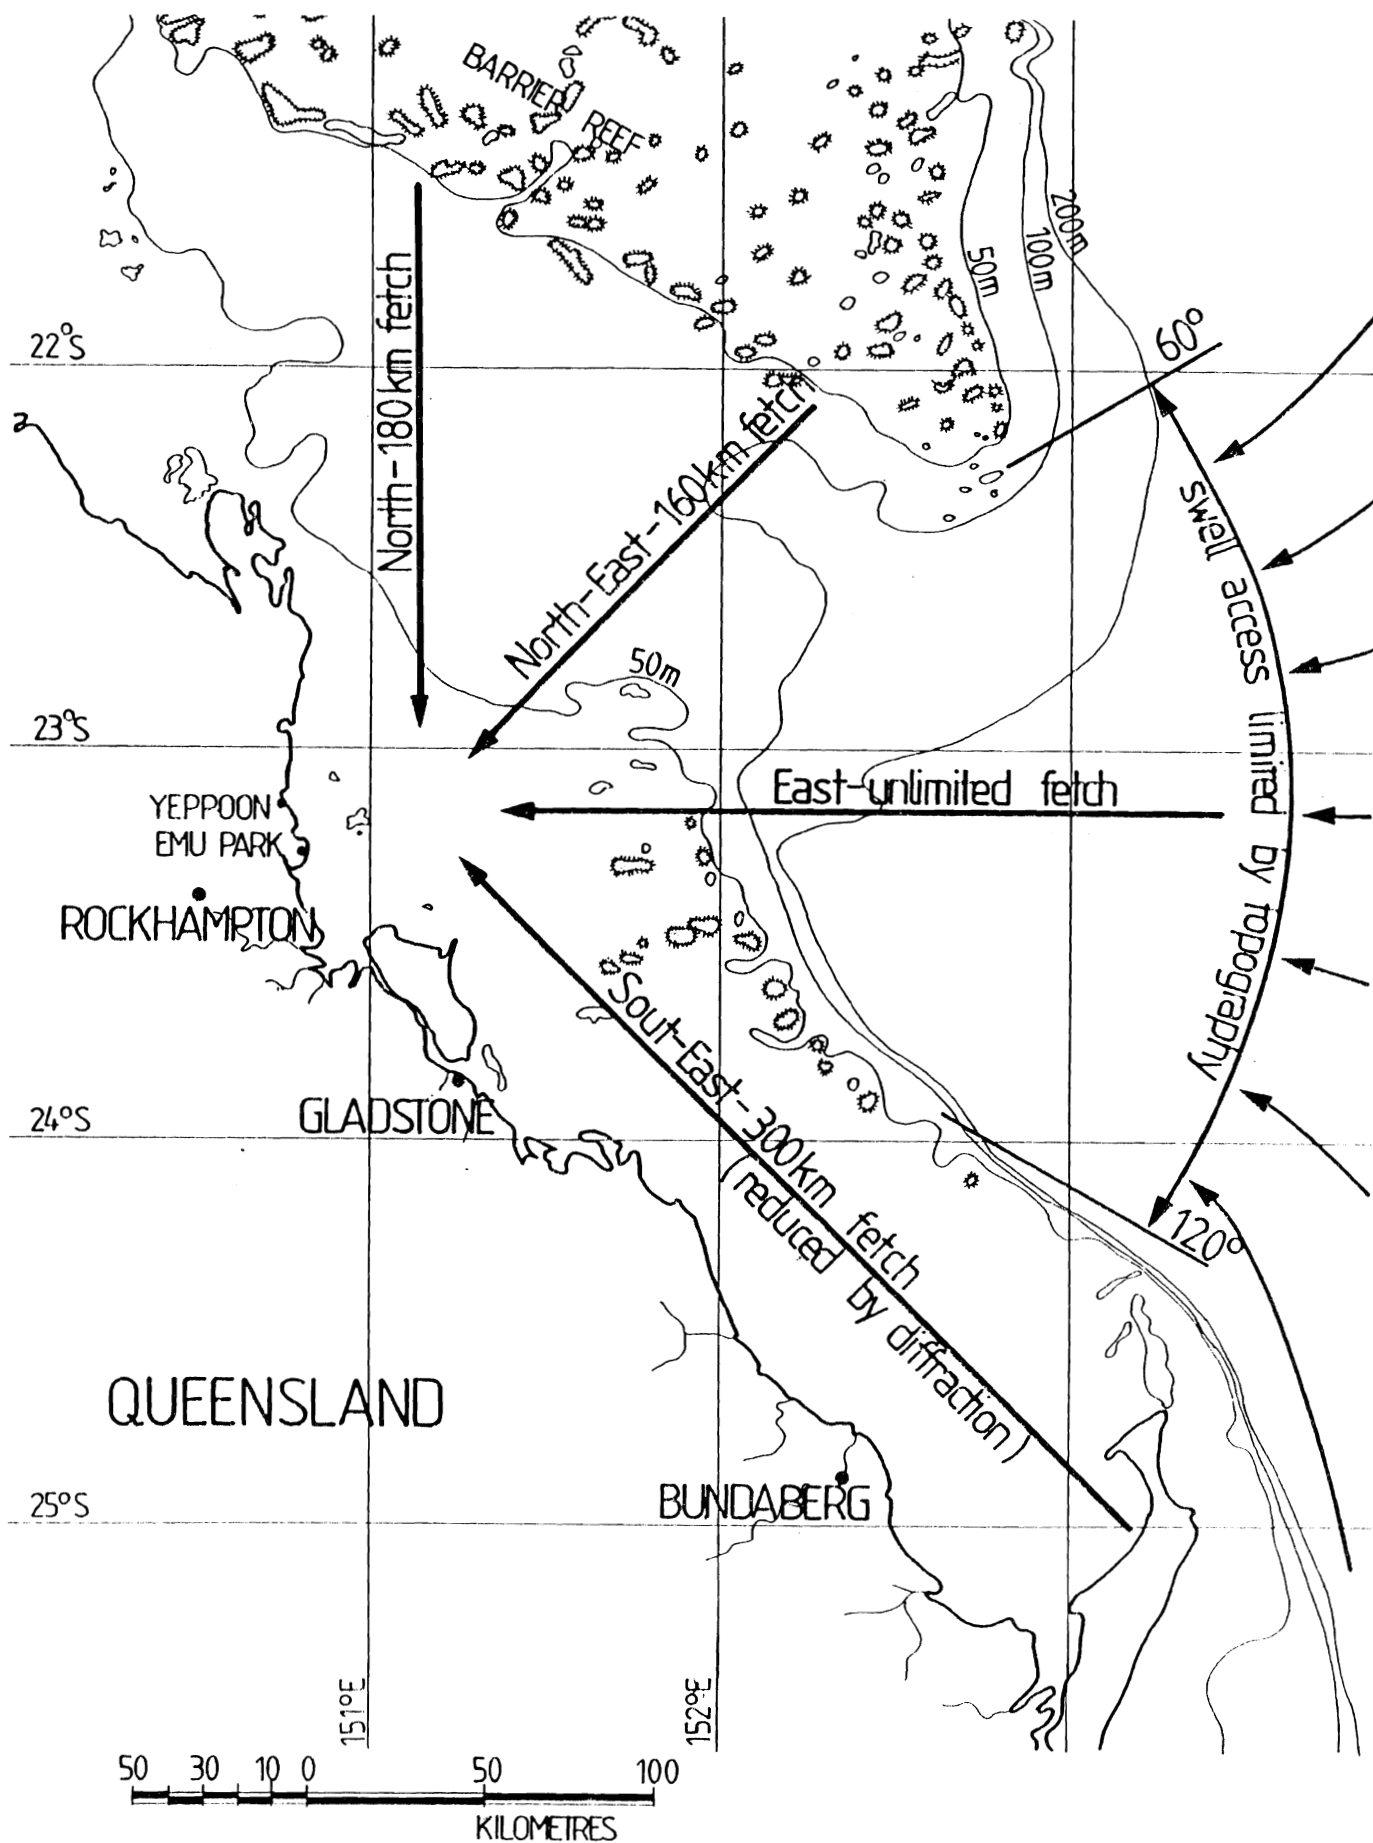 BARRIER
REEF
200m
100m
50m
North-180km fetch
22°S
60°
North-East-160km fetch
swell access limited by topography
50m
23°S
East-unlimited fetch
YEPPOON
EMU PARK
ROCKHAMPTON
Sout-East-300km fetch
(reduced by diffraction)
GLADSTONE
24°S
120°
QUEENSLAND
25°S
BUNDABERG
151°E
152°E
50 30 10 0 50 100
KILOMETRES